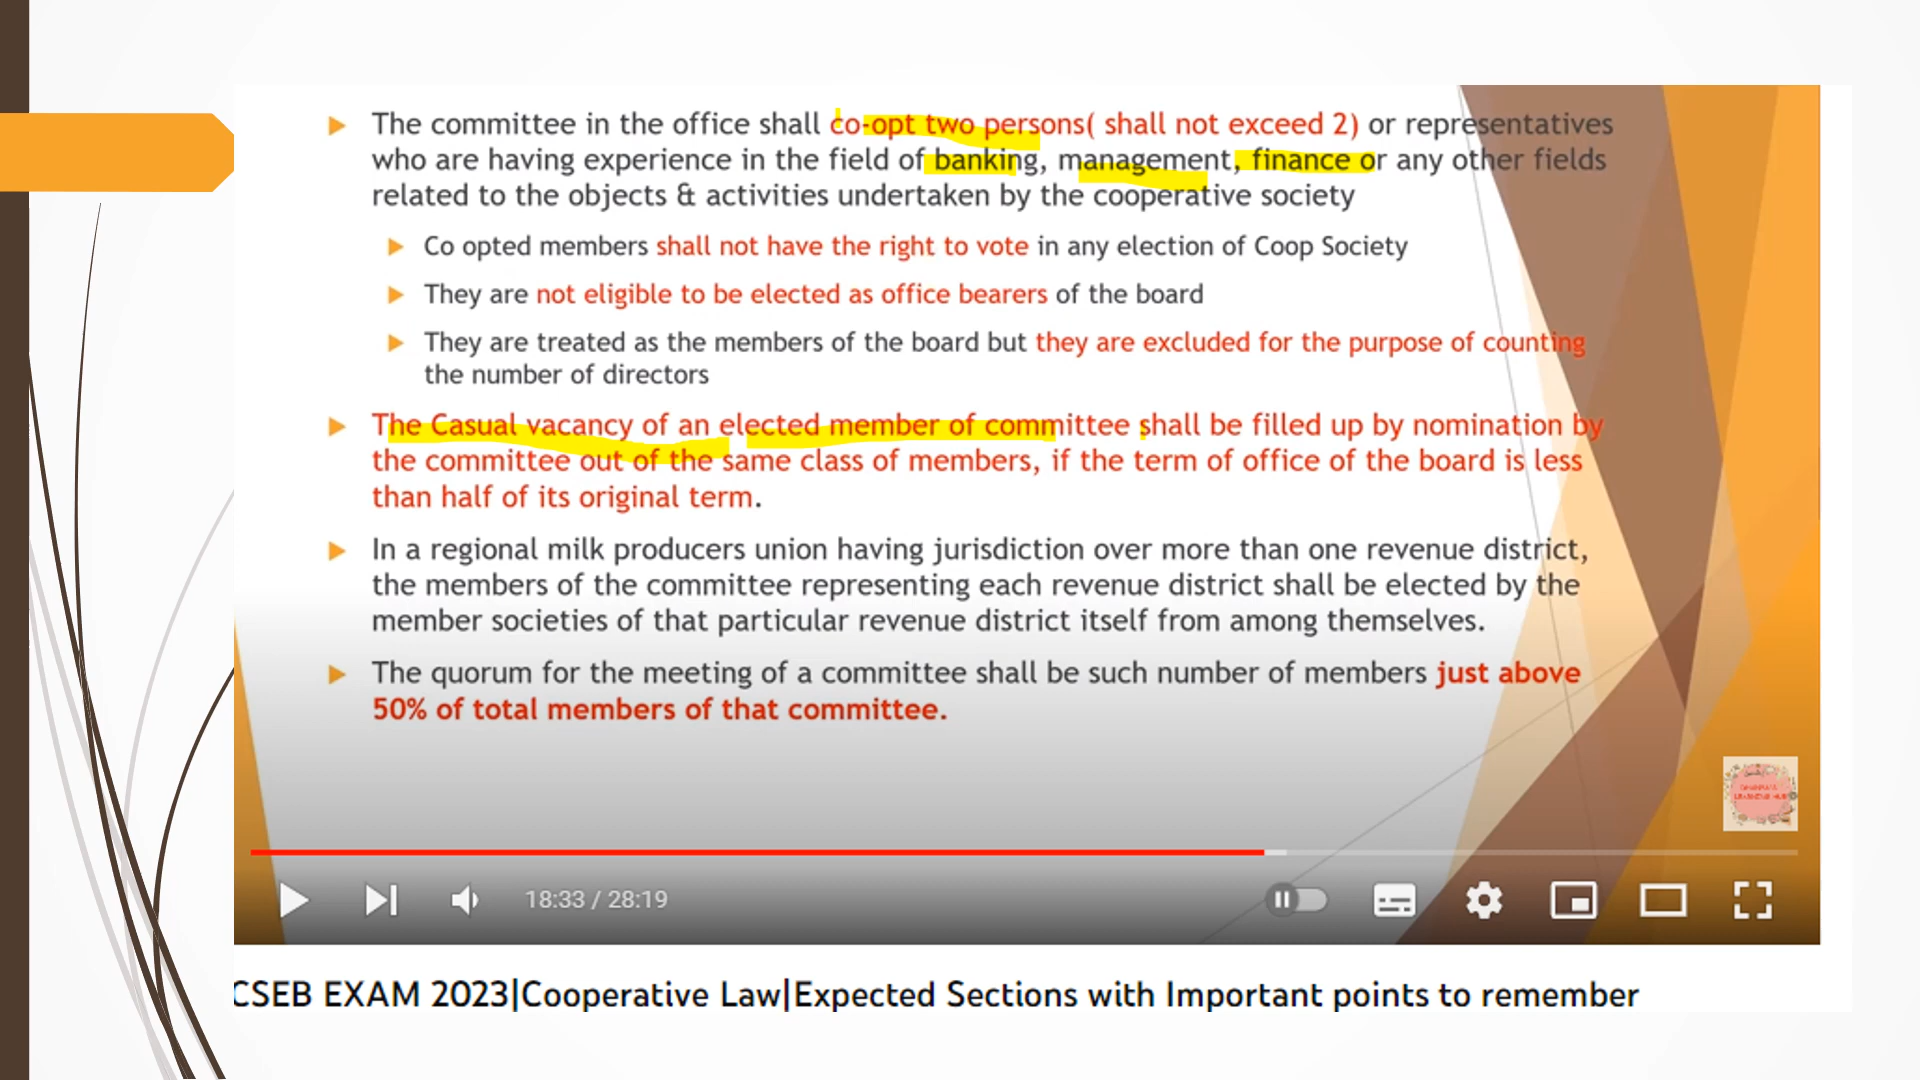 The committee in the office shall co-opt two persons( shall not exceed 2) or representatives
who are having experience in the field of banking, management, finance or any other fields
related to the objects & activities undertaken by the cooperative society
Co opted members shall not have the right to vote in any election of Coop Society
They are not eligible to be elected as office bearers of the board
They are treated as the members of the board but they are excluded for the purpose of counting
the number of directors
The Casual vacancy of an elected member of committee shall be filled up by nomination by
the committee out of the same class of members, if the term of office of the board is less
than half of its original term.
In a regional milk producers union having jurisdiction over more than one revenue district,
the members of the committee representing each revenue district shall be elected by the
member societies of that particular revenue district itself from among themselves.
The quorum for the meeting of a committee shall be such number of members just above
50% of total members of that committee.
18:33 / 28:19
CSEB EXAM 2023|Cooperative Law|Expected Sections with Important points to remember